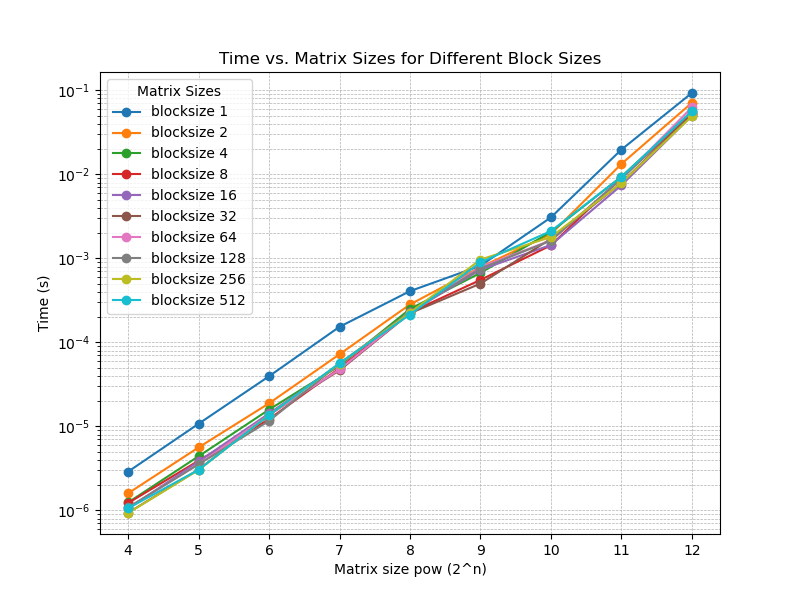 Time vs. Matrix Sizes for Different Block Sizes
Matrix Sizes
blocksize 1
blocksize 2
blocksize 4
blocksize 8
blocksize 16
blocksize 32
blocksize 64
blocksize 128
blocksize 256
blocksize 512
Time (s)
10⁻¹
10⁻²
10⁻³
10⁻⁴
10⁻⁵
10⁻⁶
4 5 6 7 8 9 10 11 12
Matrix size pow (2^n)